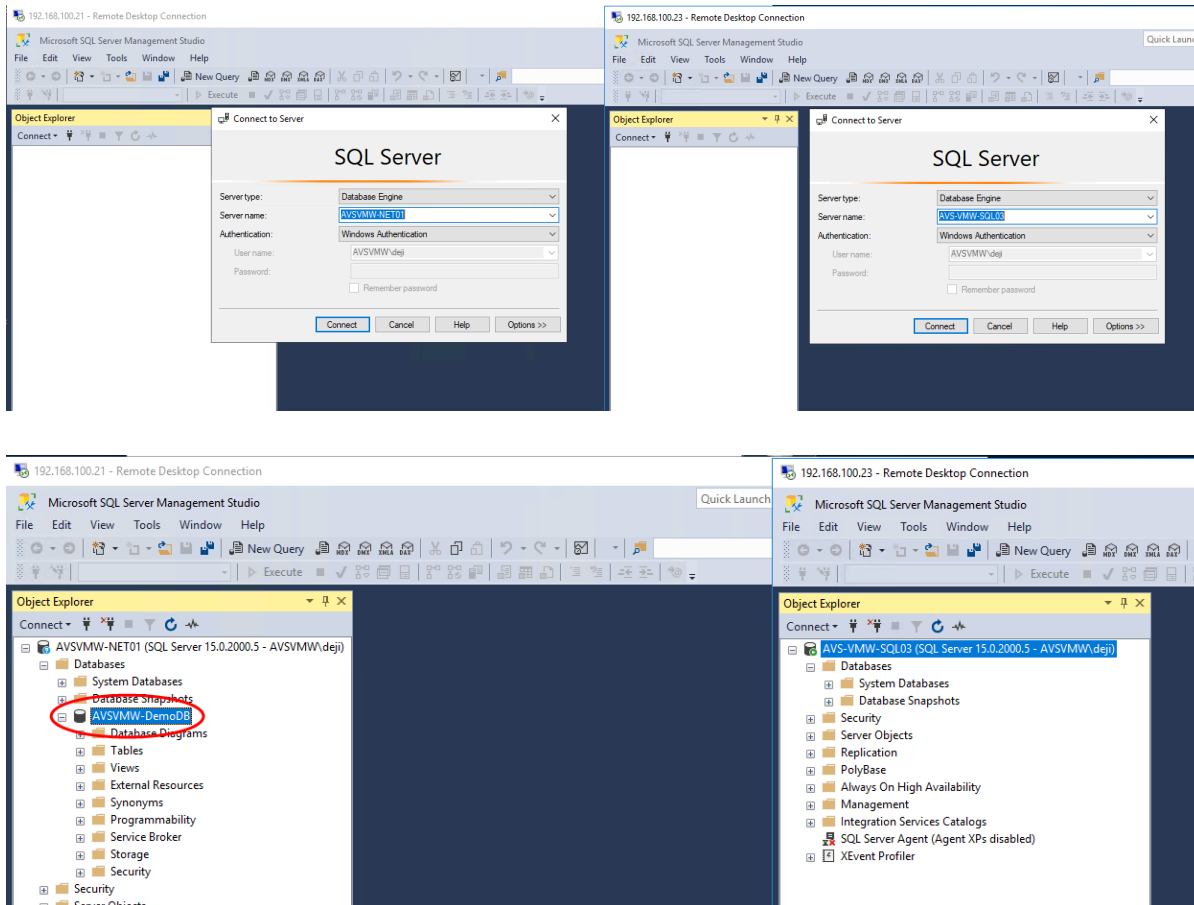 192.168.100.21 - Remote Desktop Connection
Microsoft SQL Server Management Studio
File Edit View Tools Window Help
New Query
Execute
Object Explorer
Connect
Connect to Server
SQL Server
Server type: Database Engine
Server name: AVSVMW-NET01
Authentication: Windows Authentication
User name: AVSVMW\deji
Password:
Remember password
Connect Cancel Help Options >>
192.168.100.23 - Remote Desktop Connection
Microsoft SQL Server Management Studio
Quick Laun
File Edit View Tools Window Help
New Query
Execute
Object Explorer
Connect
Connect to Server
SQL Server
Server type: Database Engine
Server name: AVS-VMW-SQL03
Authentication: Windows Authentication
User name: AVSVMW\deji
Password:
Remember password
Connect Cancel Help Options >>
192.168.100.21 - Remote Desktop Connection
Microsoft SQL Server Management Studio
Quick Launch
File Edit View Tools Window Help
New Query MDX DMX XMLA DAX
Execute
Object Explorer
Connect
AVSVMW-NET01 (SQL Server 15.0.2000.5 - AVSVMW\deji)
Databases
System Databases
Database Snapshots
AVSVMW-DemoDB
Database Diagrams
Tables
Views
External Resources
Synonyms
Programmability
Service Broker
Storage
Security
Security
Server Objects
192.168.100.23 - Remote Desktop Connection
Microsoft SQL Server Management Studio
File Edit View Tools Window Help
New Query MDX DMX XMLA DAX
Execute
Object Explorer
Connect
AVS-VMW-SQL03 (SQL Server 15.0.2000.5 - AVSVMW\deji)
Databases
System Databases
Database Snapshots
Security
Server Objects
Replication
PolyBase
Always On High Availability
Management
Integration Services Catalogs
SQL Server Agent (Agent XPs disabled)
XEvent Profiler